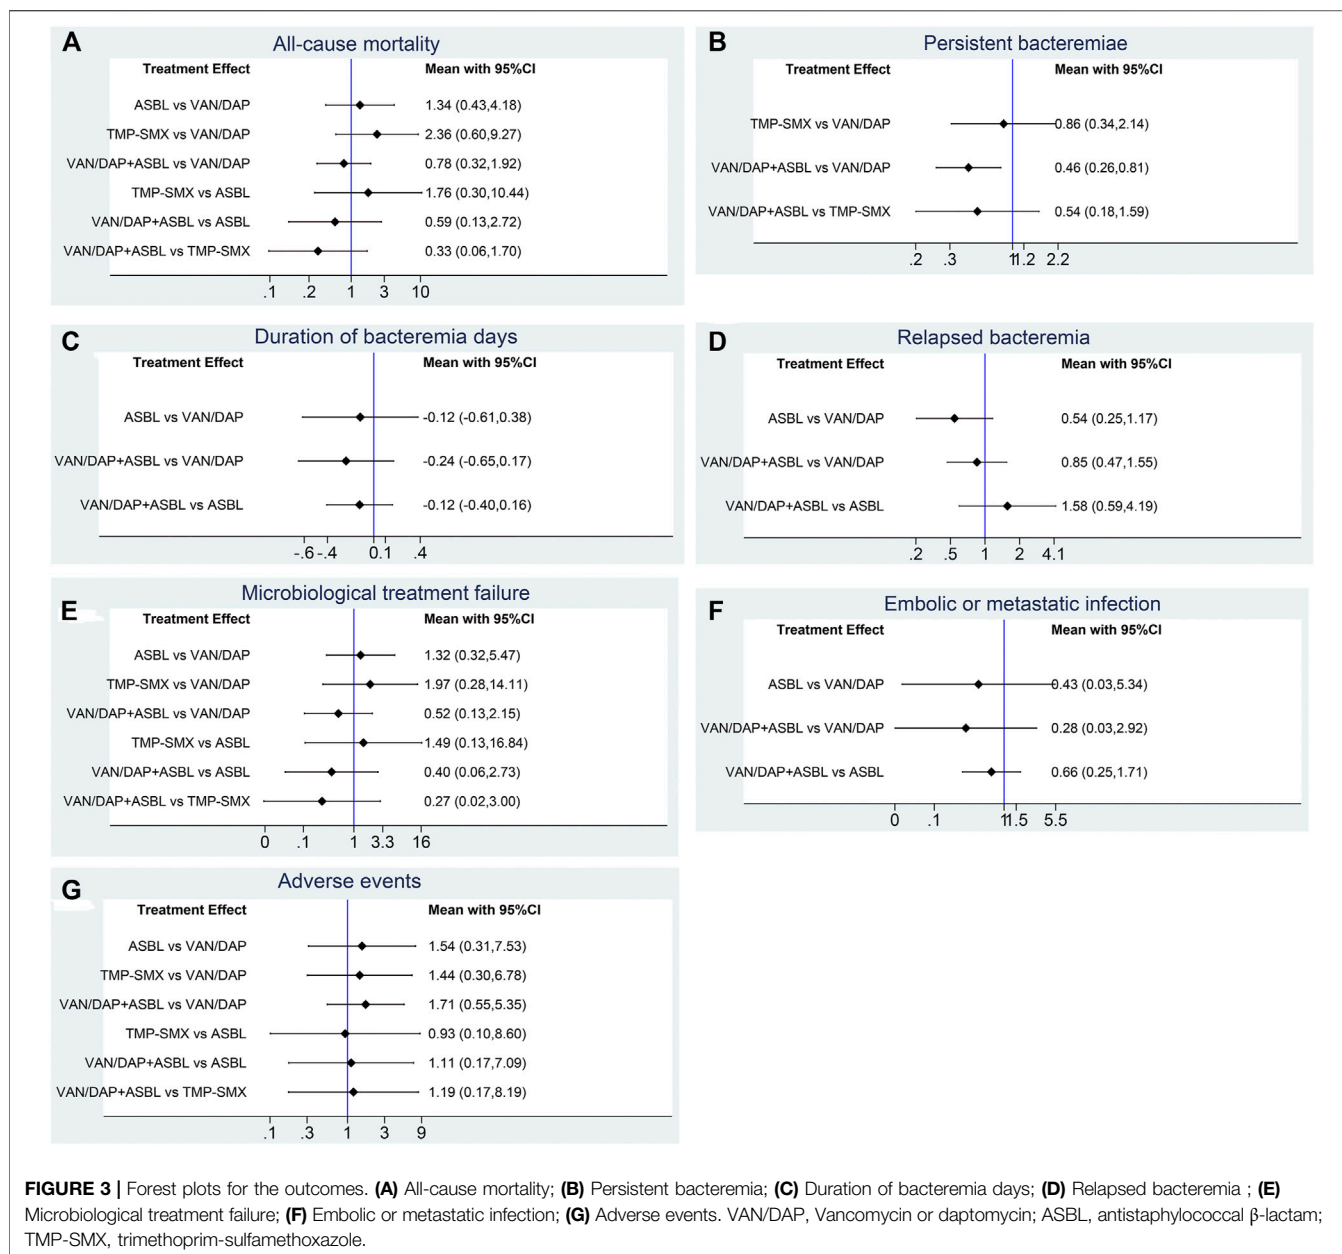 A
All-cause mortality
Treatment Effect Mean with 95%CI
ASBL vs VAN/DAP 1.34 (0.43,4.18)
TMP-SMX vs VAN/DAP 2.36 (0.60,9.27)
VAN/DAP+ASBL vs VAN/DAP 0.78 (0.32,1.92)
TMP-SMX vs ASBL 1.76 (0.30,10.44)
VAN/DAP+ASBL vs ASBL 0.59 (0.13,2.72)
VAN/DAP+ASBL vs TMP-SMX 0.33 (0.06,1.70)
.1 .2 1 3 10
B
Persistent bacteremiae
Treatment Effect Mean with 95%CI
TMP-SMX vs VAN/DAP 0.86 (0.34,2.14)
VAN/DAP+ASBL vs VAN/DAP 0.46 (0.26,0.81)
VAN/DAP+ASBL vs TMP-SMX 0.54 (0.18,1.59)
.2 .3 1 1.2 2.2
C
Duration of bacteremia days
Treatment Effect Mean with 95%CI
ASBL vs VAN/DAP -0.12 (-0.61,0.38)
VAN/DAP+ASBL vs VAN/DAP -0.24 (-0.65,0.17)
VAN/DAP+ASBL vs ASBL -0.12 (-0.40,0.16)
-.6 -.4 0 .1 .4
D
Relapsed bacteremia
Treatment Effect Mean with 95%CI
ASBL vs VAN/DAP 0.54 (0.25,1.17)
VAN/DAP+ASBL vs VAN/DAP 0.85 (0.47,1.55)
VAN/DAP+ASBL vs ASBL 1.58 (0.59,4.19)
.2 .5 1 2 4.1
E
Microbiological treatment failure
Treatment Effect Mean with 95%CI
ASBL vs VAN/DAP 1.32 (0.32,5.47)
TMP-SMX vs VAN/DAP 1.97 (0.28,14.11)
VAN/DAP+ASBL vs VAN/DAP 0.52 (0.13,2.15)
TMP-SMX vs ASBL 1.49 (0.13,16.84)
VAN/DAP+ASBL vs ASBL 0.40 (0.06,2.73)
VAN/DAP+ASBL vs TMP-SMX 0.27 (0.02,3.00)
0 .1 1 3.3 16
F
Embolic or metastatic infection
Treatment Effect Mean with 95%CI
ASBL vs VAN/DAP 0.43 (0.03,5.34)
VAN/DAP+ASBL vs VAN/DAP 0.28 (0.03,2.92)
VAN/DAP+ASBL vs ASBL 0.66 (0.25,1.71)
0 .1 1 1.5 5.5
G
Adverse events
Treatment Effect Mean with 95%CI
ASBL vs VAN/DAP 1.54 (0.31,7.53)
TMP-SMX vs VAN/DAP 1.44 (0.30,6.78)
VAN/DAP+ASBL vs VAN/DAP 1.71 (0.55,5.35)
TMP-SMX vs ASBL 0.93 (0.10,8.60)
VAN/DAP+ASBL vs ASBL 1.11 (0.17,7.09)
VAN/DAP+ASBL vs TMP-SMX 1.19 (0.17,8.19)
.1 .3 1 3 9
FIGURE 3 | Forest plots for the outcomes. (A) All-cause mortality; (B) Persistent bacteremia; (C) Duration of bacteremia days; (D) Relapsed bacteremia ; (E)
Microbiological treatment failure; (F) Embolic or metastatic infection; (G) Adverse events. VAN/DAP, Vancomycin or daptomycin; ASBL, antistaphylococcal β-lactam;
TMP-SMX, trimethoprim-sulfamethoxazole.